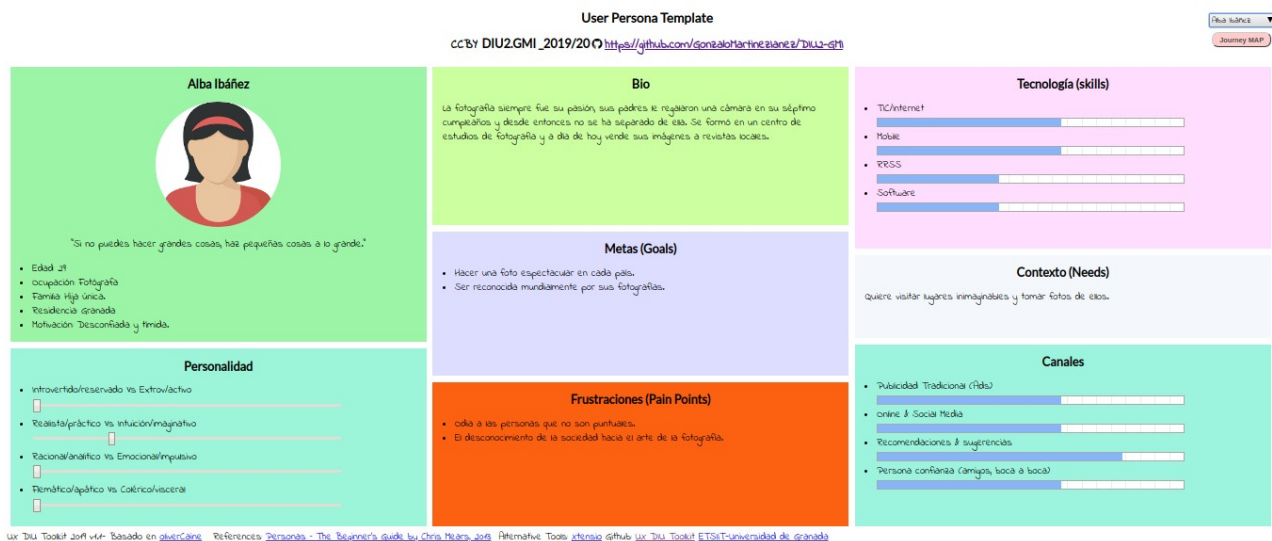 User Persona Template
CCBY DIU2.GMI_2019/20 https://github.com/GonzaloMartinezIanez/DIU2-GMI
Alba Ibáñez
Journey MAP
Alba Ibáñez
"Si no puedes hacer grandes cosas, haz pequeñas cosas a lo grande."
Edad 29
Ocupación Fotógrafa
Familia Hija única.
Residencia Granada
Motivación Desconfiada y tímida.
Personalidad
Introvertido/reservado Vs Extrov/activo
Realista/práctico Vs Intuición/imaginativo
Racional/analítico Vs Emocional/impulsivo
Flemático/apático Vs Colérico/visceral
Bio
La fotografía siempre fue su pasión, sus padres le regalaron una cámara en su séptimo
cumpleaños y desde entonces no se ha separado de ella. Se formó en un centro de
estudios de fotografía y a día de hoy vende sus imágenes a revistas locales.
Metas (Goals)
Hacer una foto espectacular en cada país.
Ser reconocida mundialmente por sus fotografías.
Frustraciones (Pain Points)
Odia a las personas que no son puntuales.
El desconocimiento de la sociedad hacia el arte de la fotografía.
Tecnología (skills)
TIC/Internet
Mobile
RRSS
Software
Contexto (Needs)
Quiere visitar lugares inimaginables y tomar fotos de ellos.
Canales
Publicidad Tradicional (Ads)
Online & Social Media
Recomendaciones & sugerencias
Persona confianza (amigos, boca a boca)
UX DIU Toolkit 2019 v1.1- Basado en oliverCaine References: Personas - The Beginner's Guide by Chris Mears, 2013 Alternative Tools: xtensio Github: UX DIU Toolkit ETSIIT-Universidad de Granada